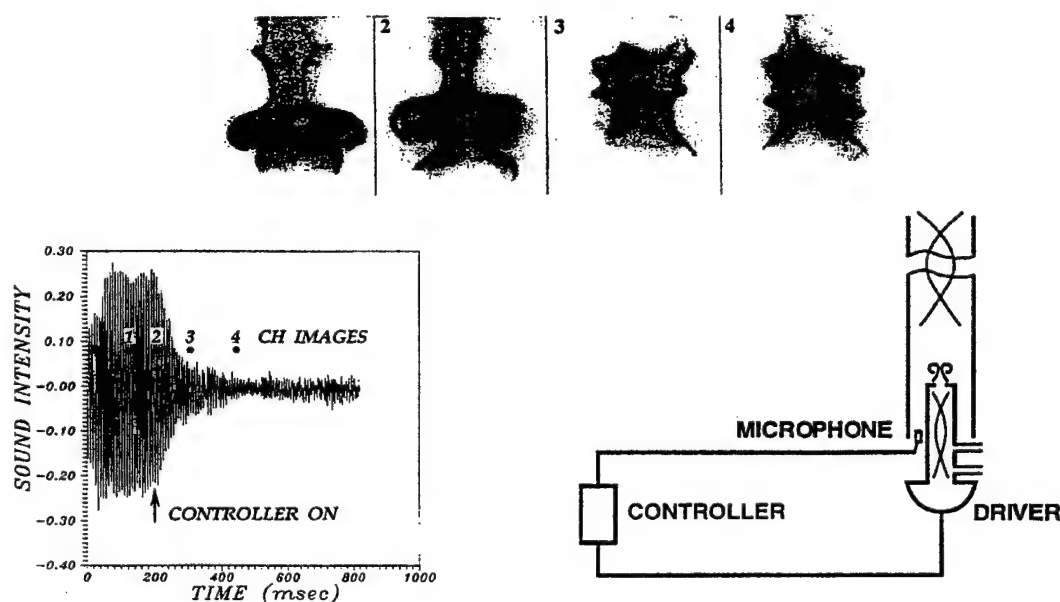 2
3
4
0.30
0.20
0.10
-0.00
-0.10
-0.20
-0.30
-0.40
SOUND INTENSITY
1 2 3 4 CH IMAGES
CONTROLLER ON
0 200 400 600 800 1000
TIME (msec)
MICROPHONE
CONTROLLER
DRIVER